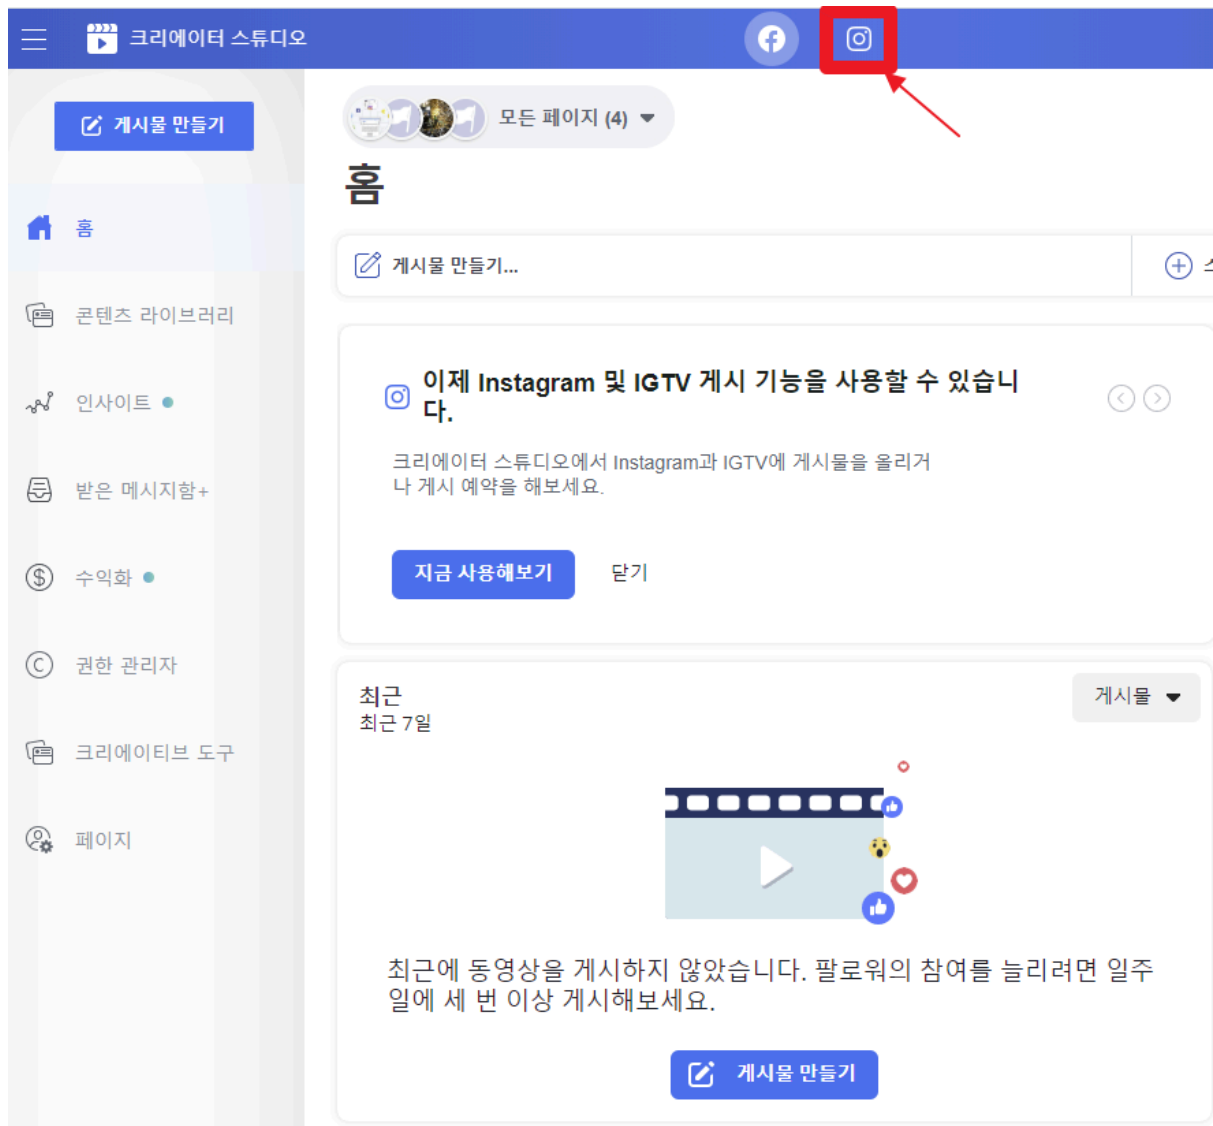 크리에이터 스튜디오
게시물 만들기
홈
콘텐츠 라이브러리
인사이트
받은 메시지함+
수익화
권한 관리자
크리에이티브 도구
페이지
모든 페이지 (4)
홈
게시물 만들기...
이제 Instagram 및 IGTV 게시 기능을 사용할 수 있습니
다.
크리에이터 스튜디오에서 Instagram과 IGTV에 게시물을 올리거
나 게시 예약을 해보세요.
지금 사용해보기
닫기
최근
최근 7일
게시물
최근에 동영상을 게시하지 않았습니다. 팔로워의 참여를 늘리려면 일주
일에 세 번 이상 게시해보세요.
게시물 만들기